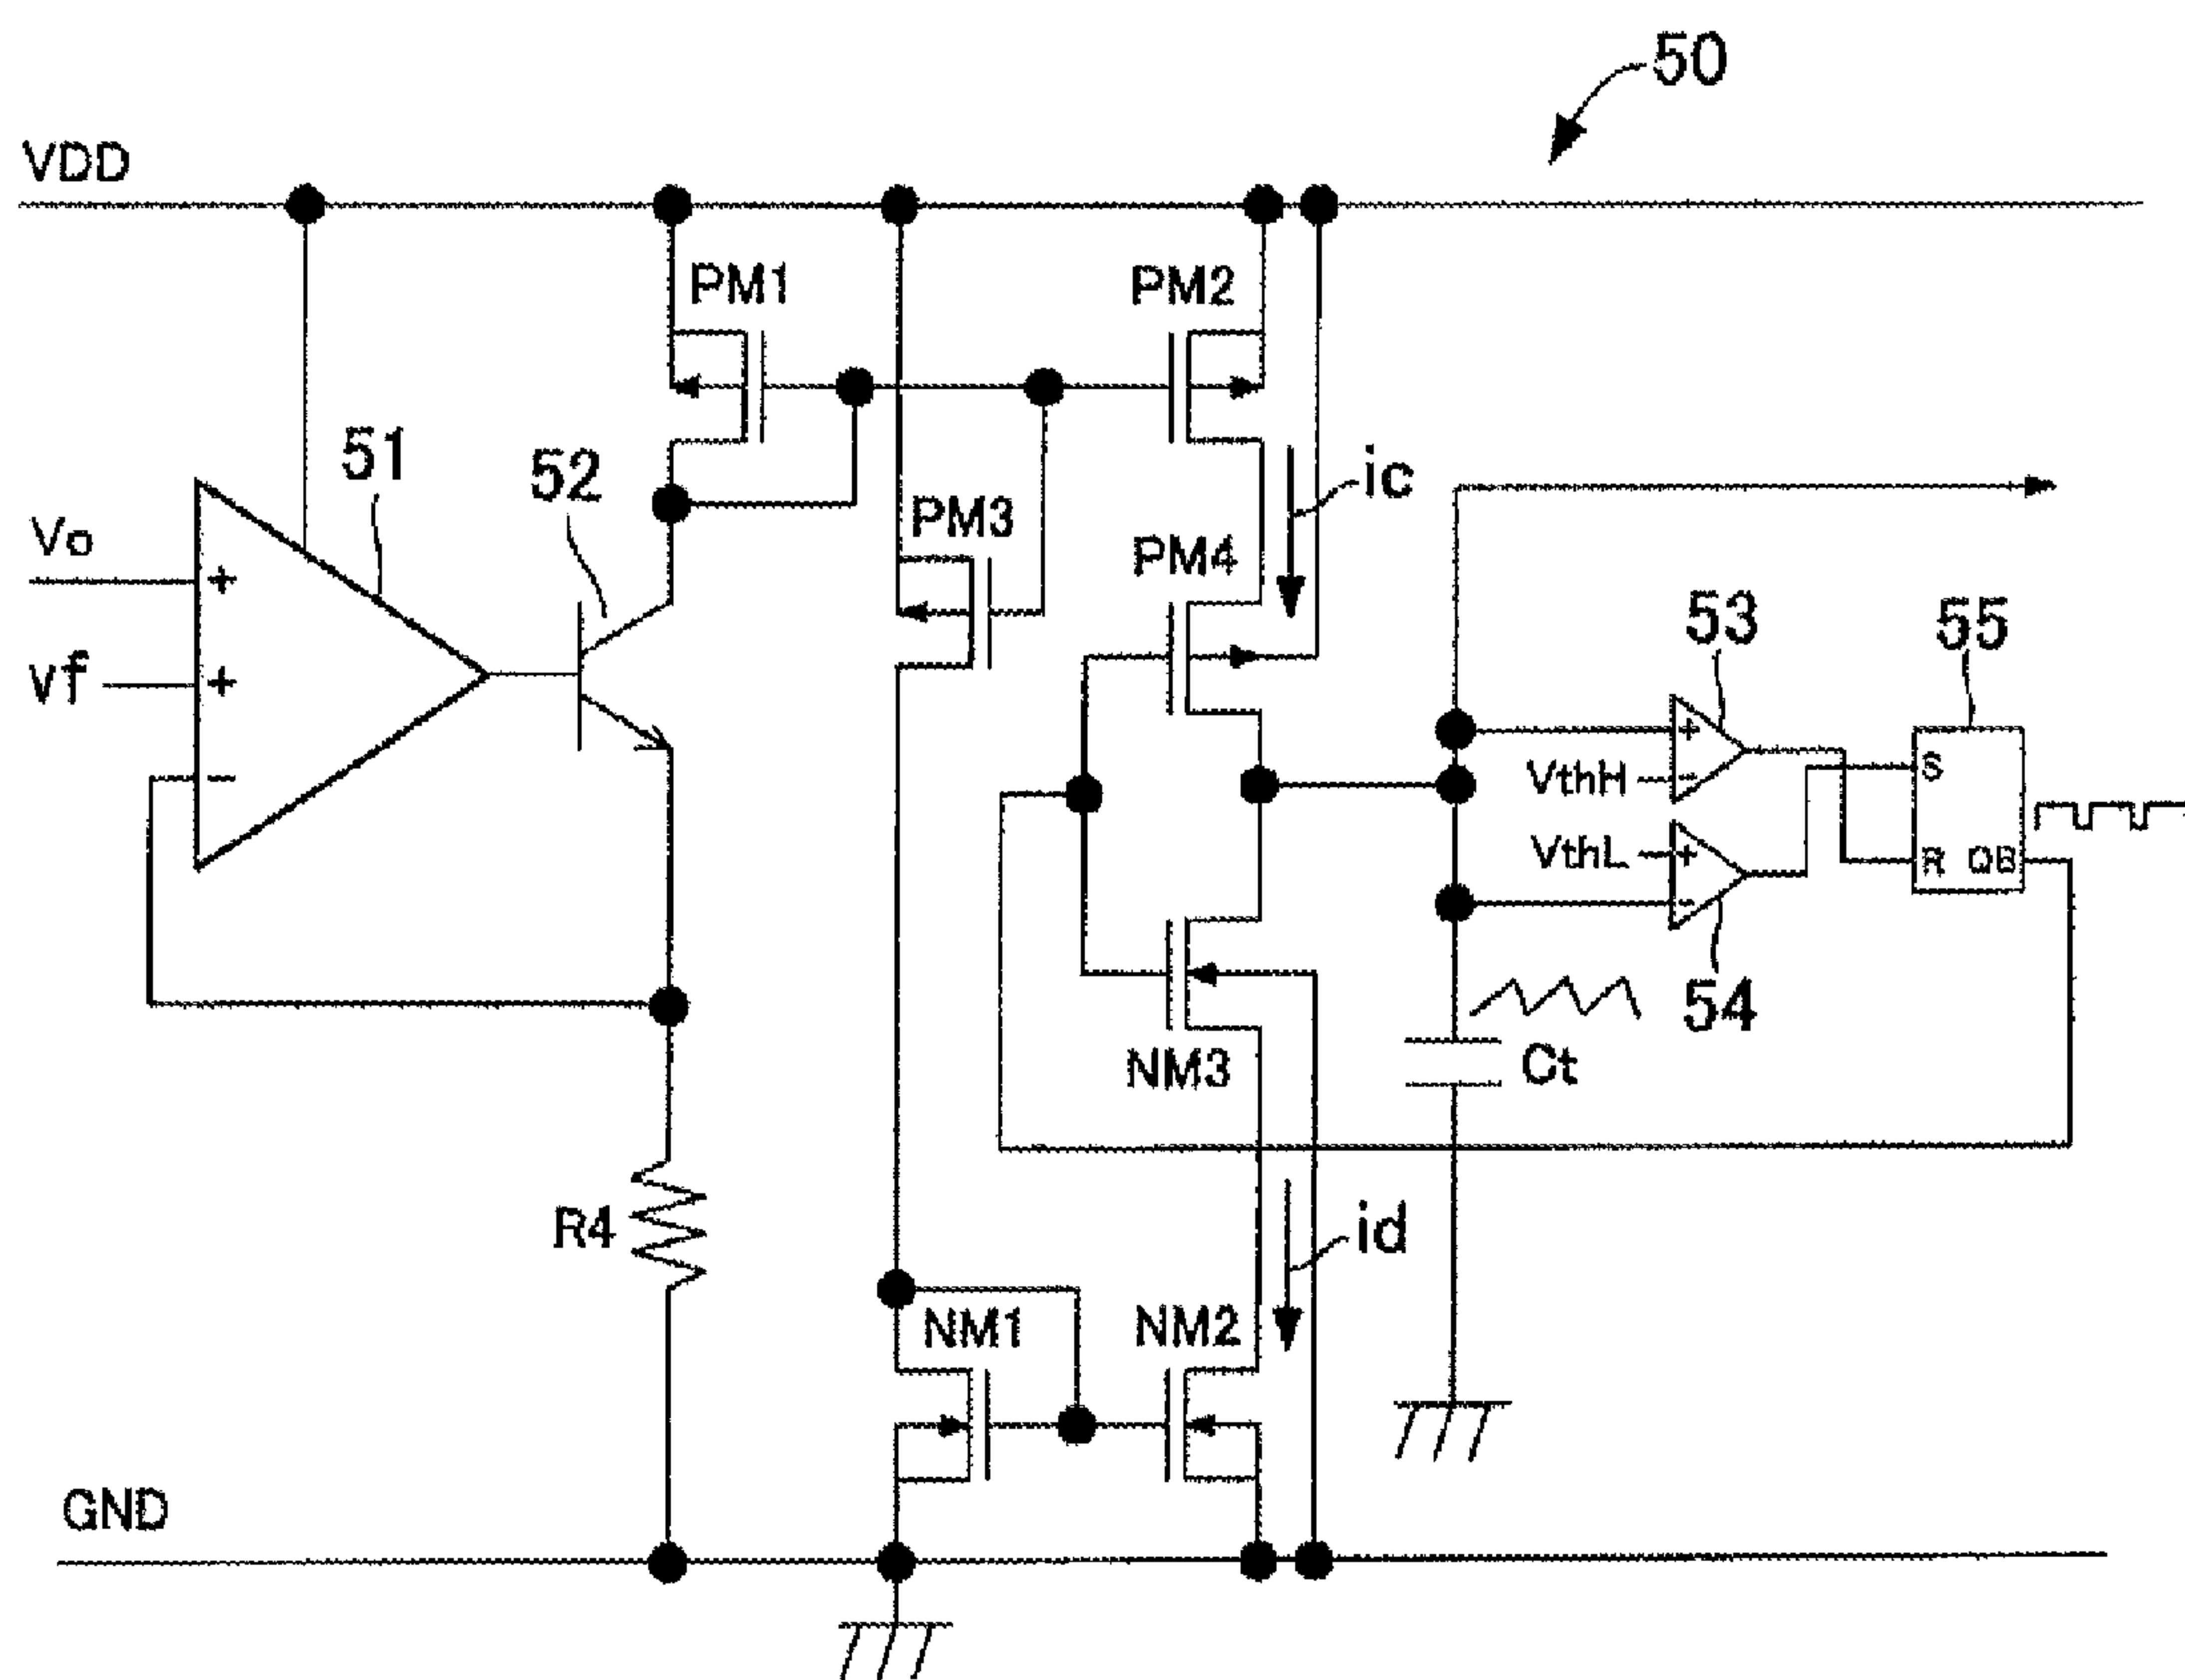 50
VDD
PM1
PM2
51
52
ic
Vo
PM3
PM4
+
Vf
+
53
55
−
+
S
VthH
−
VthL
+
R
QB
−
54
NM3
Ct
R4
id
NM1
NM2
GND